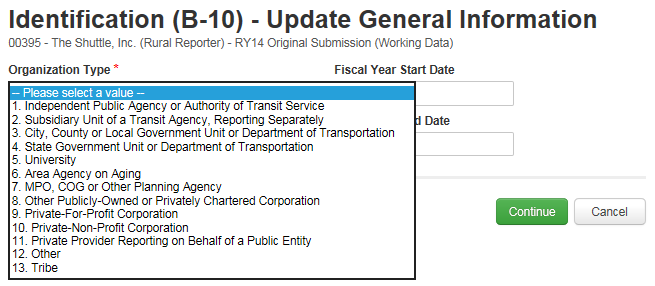 Identification (B-10) - Update General Information
00395 - The Shuttle, Inc. (Rural Reporter) - RY14 Original Submission (Working Data)
Organization Type *
Fiscal Year Start Date
-- Please select a value --
1. Independent Public Agency or Authority of Transit Service
2. Subsidiary Unit of a Transit Agency, Reporting Separately
d Date
3. City, County or Local Government Unit or Department of Transportation
4. State Government Unit or Department of Transportation
5. University
6. Area Agency on Aging
7. MPO, COG or Other Planning Agency
8. Other Publicly-Owned or Privately Chartered Corporation
9. Private-For-Profit Corporation
10. Private-Non-Profit Corporation
11. Private Provider Reporting on Behalf of a Public Entity
12. Other
13. Tribe
Continue
Cancel